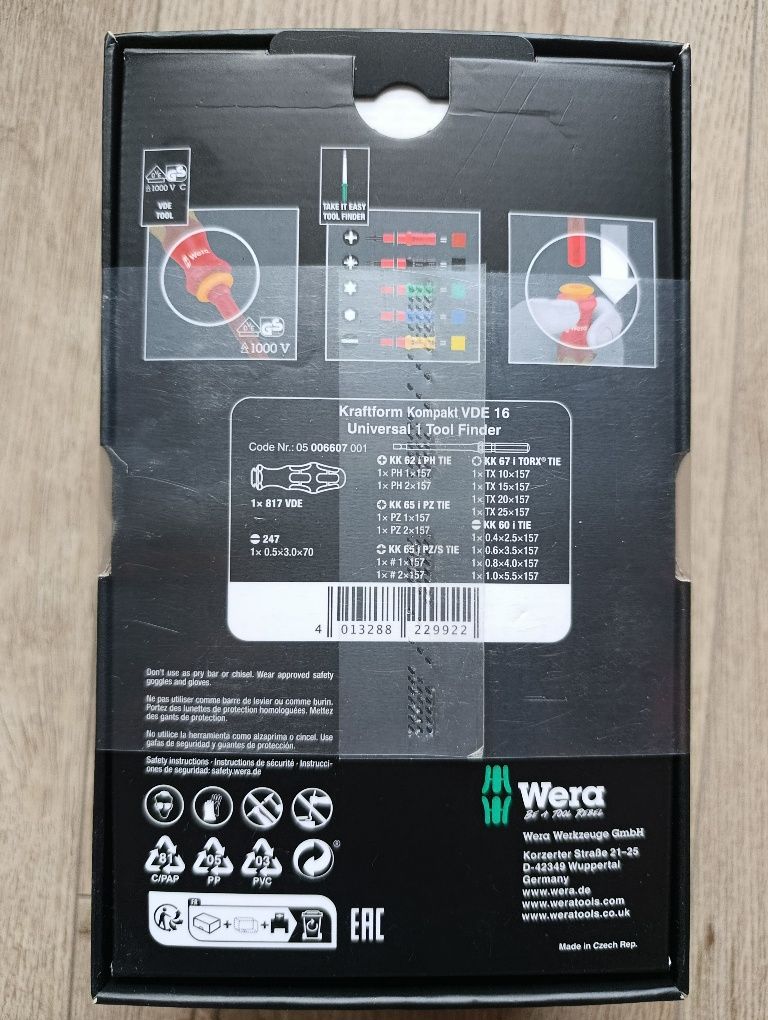 1000 V C
VDE
TOOL
TAKE IT EASY
TOOL FINDER
Wera
1000 V
Wera
Kraftform Kompakt VDE 16
Universal 1 Tool Finder
Code Nr.: 05 006607 001
1× 817 VDE
247
1× 0.5×3.0×70
KK 62 i PH TIE
1× PH 1×157
1× PH 2×157
KK 65 i PZ TIE
1× PZ 1×157
1× PZ 2×157
KK 65 i PZ/S TIE
1× # 1×157
1× # 2×157
KK 67 i TORX® TIE
1× TX 10×157
1× TX 15×157
1× TX 20×157
1× TX 25×157
KK 60 i TIE
1× 0.4×2.5×157
1× 0.6×3.5×157
1× 0.8×4.0×157
1× 1.0×5.5×157
4 013288 229922
Don't use as pry bar or chisel. Wear approved safety
goggles and gloves.
Ne pas utiliser comme barre de levier ou comme burin.
Portez des lunettes de protection homologuées. Mettez
des gants de protection.
No utilice la herramienta como alzaprima o cincel. Use
gafas de seguridad y guantes de protección.
Safety instructions · Instructions de sécurité · Instrucci-
ones de seguridad: safety.wera.de
81
C/PAP
05
PP
03
PVC
®
FR
EAC
Wera
BE A TOOL REBEL
Wera Werkzeuge GmbH
Korzerter Straße 21-25
D-42349 Wuppertal
Germany
www.wera.de
www.weratools.com
www.weratools.co.uk
Made in Czech Rep.